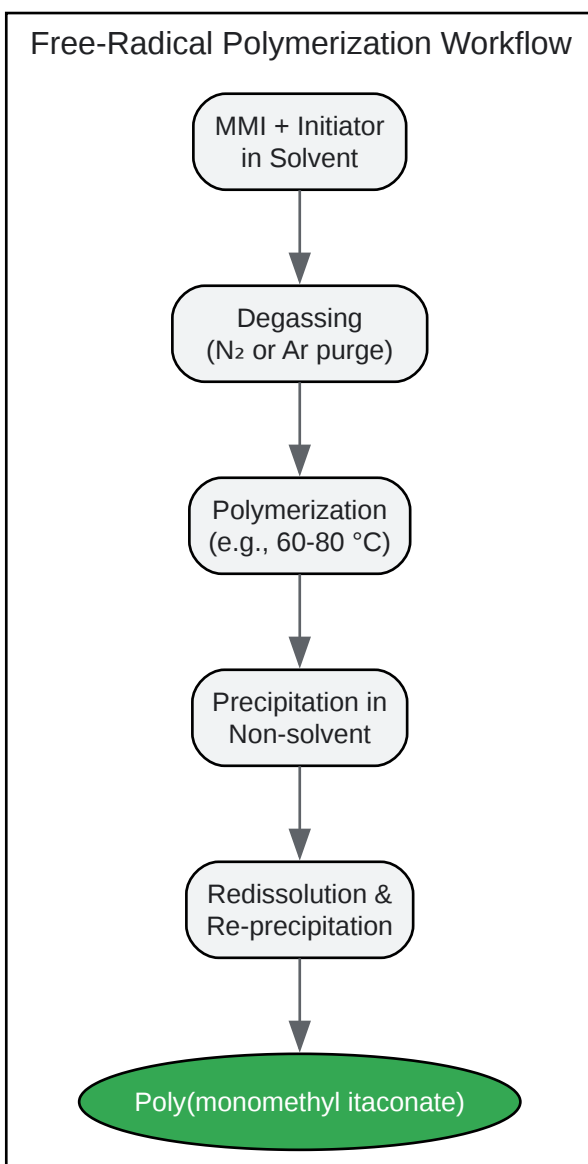 Free-Radical Polymerization Workflow
MMI + Initiator
in Solvent
Degassing
(N₂ or Ar purge)
Polymerization
(e.g., 60-80 °C)
Precipitation in
Non-solvent
Redissolution &
Re-precipitation
Poly(monomethyl itaconate)